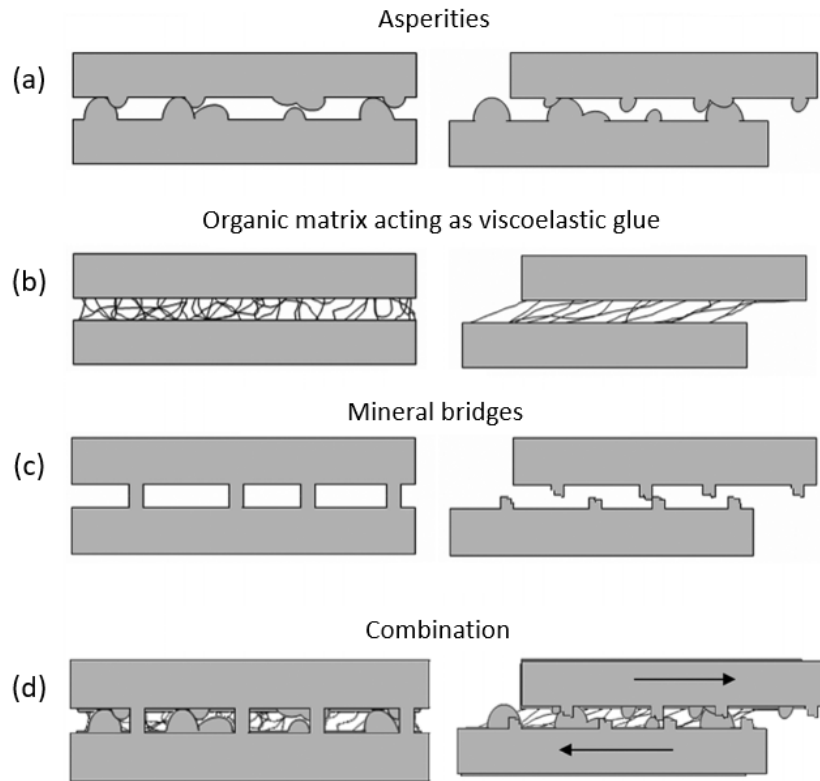 Asperities
(a)
Organic matrix acting as viscoelastic glue
(b)
Mineral bridges
(c)
Combination
(d)